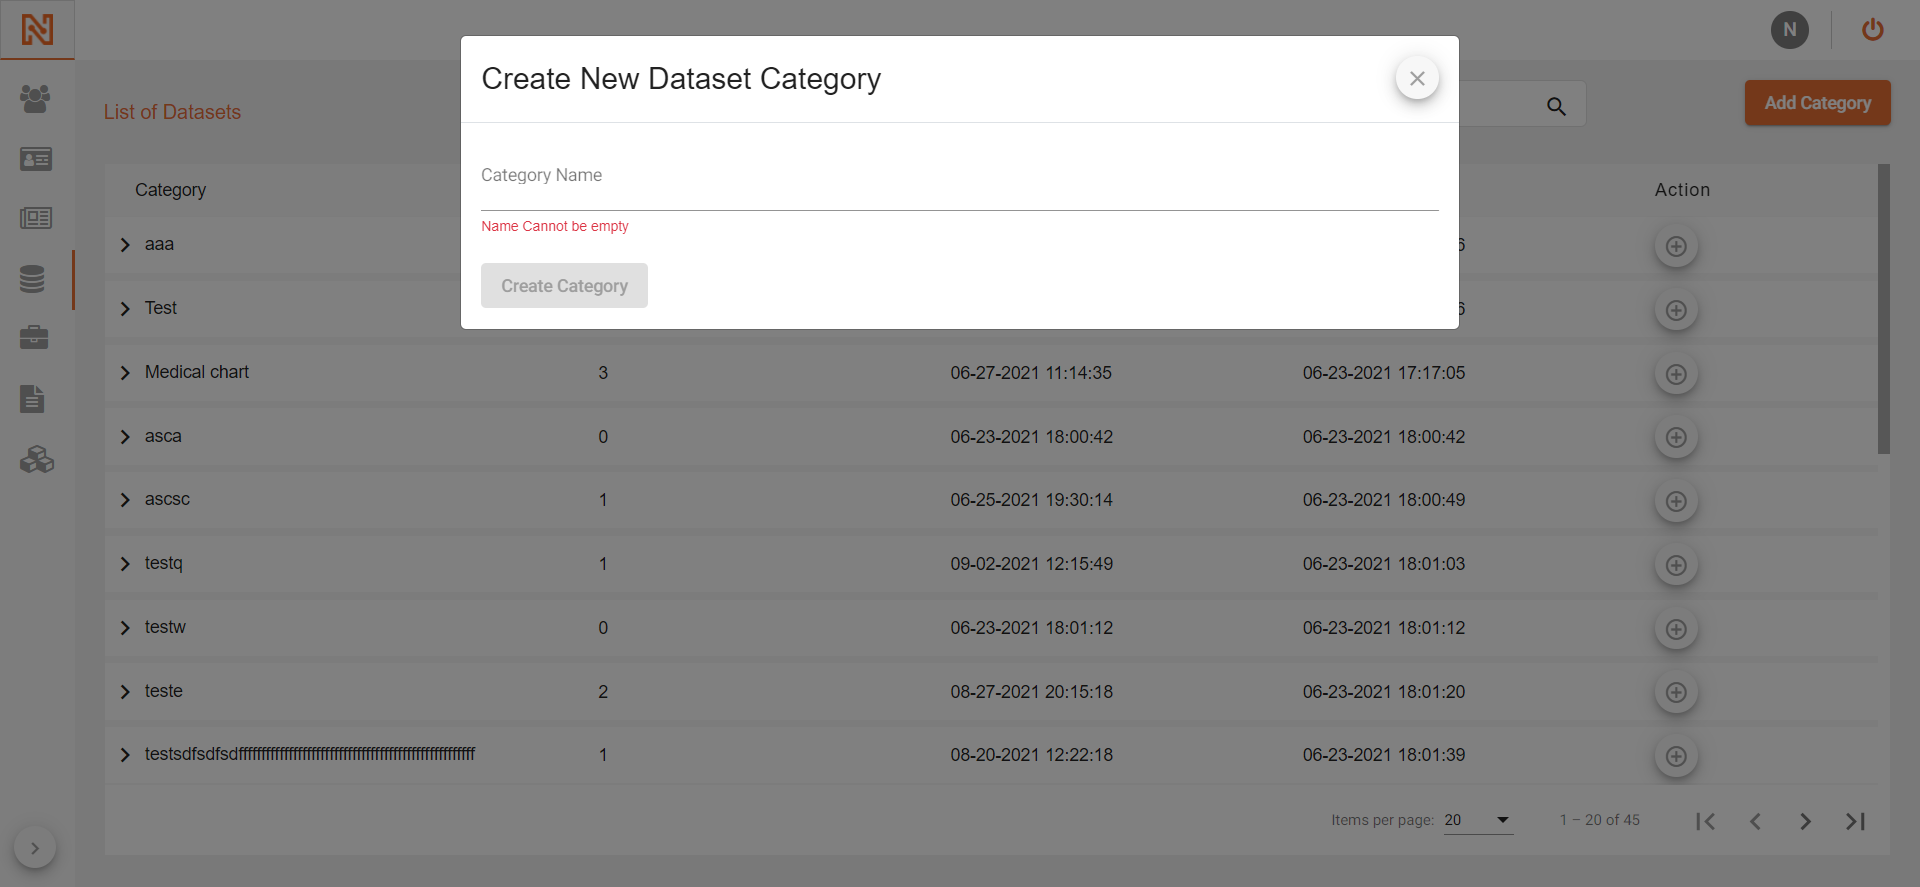 N
Create New Dataset Category
List of Datasets
Add Category
Category Name
Category
Action
Name Cannot be empty
aaa 6
Create Category
Test 6
Medical chart 3 06-27-2021 11:14:35 06-23-2021 17:17:05
asca 0 06-23-2021 18:00:42 06-23-2021 18:00:42
ascsc 1 06-25-2021 19:30:14 06-23-2021 18:00:49
testq 1 09-02-2021 12:15:49 06-23-2021 18:01:03
testw 0 06-23-2021 18:01:12 06-23-2021 18:01:12
teste 2 08-27-2021 20:15:18 06-23-2021 18:01:20
1 08-20-2021 12:22:18 06-23-2021 18:01:39
Items per page: 20 1 – 20 of 45